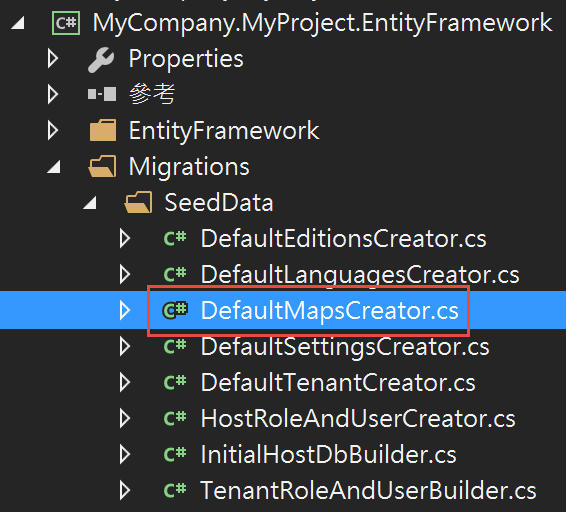 C# MyCompany.MyProject.EntityFramework
Properties
參考
EntityFramework
Migrations
SeedData
C# DefaultEditionsCreator.cs
C# DefaultLanguagesCreator.cs
C# DefaultMapsCreator.cs
C# DefaultSettingsCreator.cs
C# DefaultTenantCreator.cs
C# HostRoleAndUserCreator.cs
C# InitialHostDbBuilder.cs
C# TenantRoleAndUserBuilder.cs